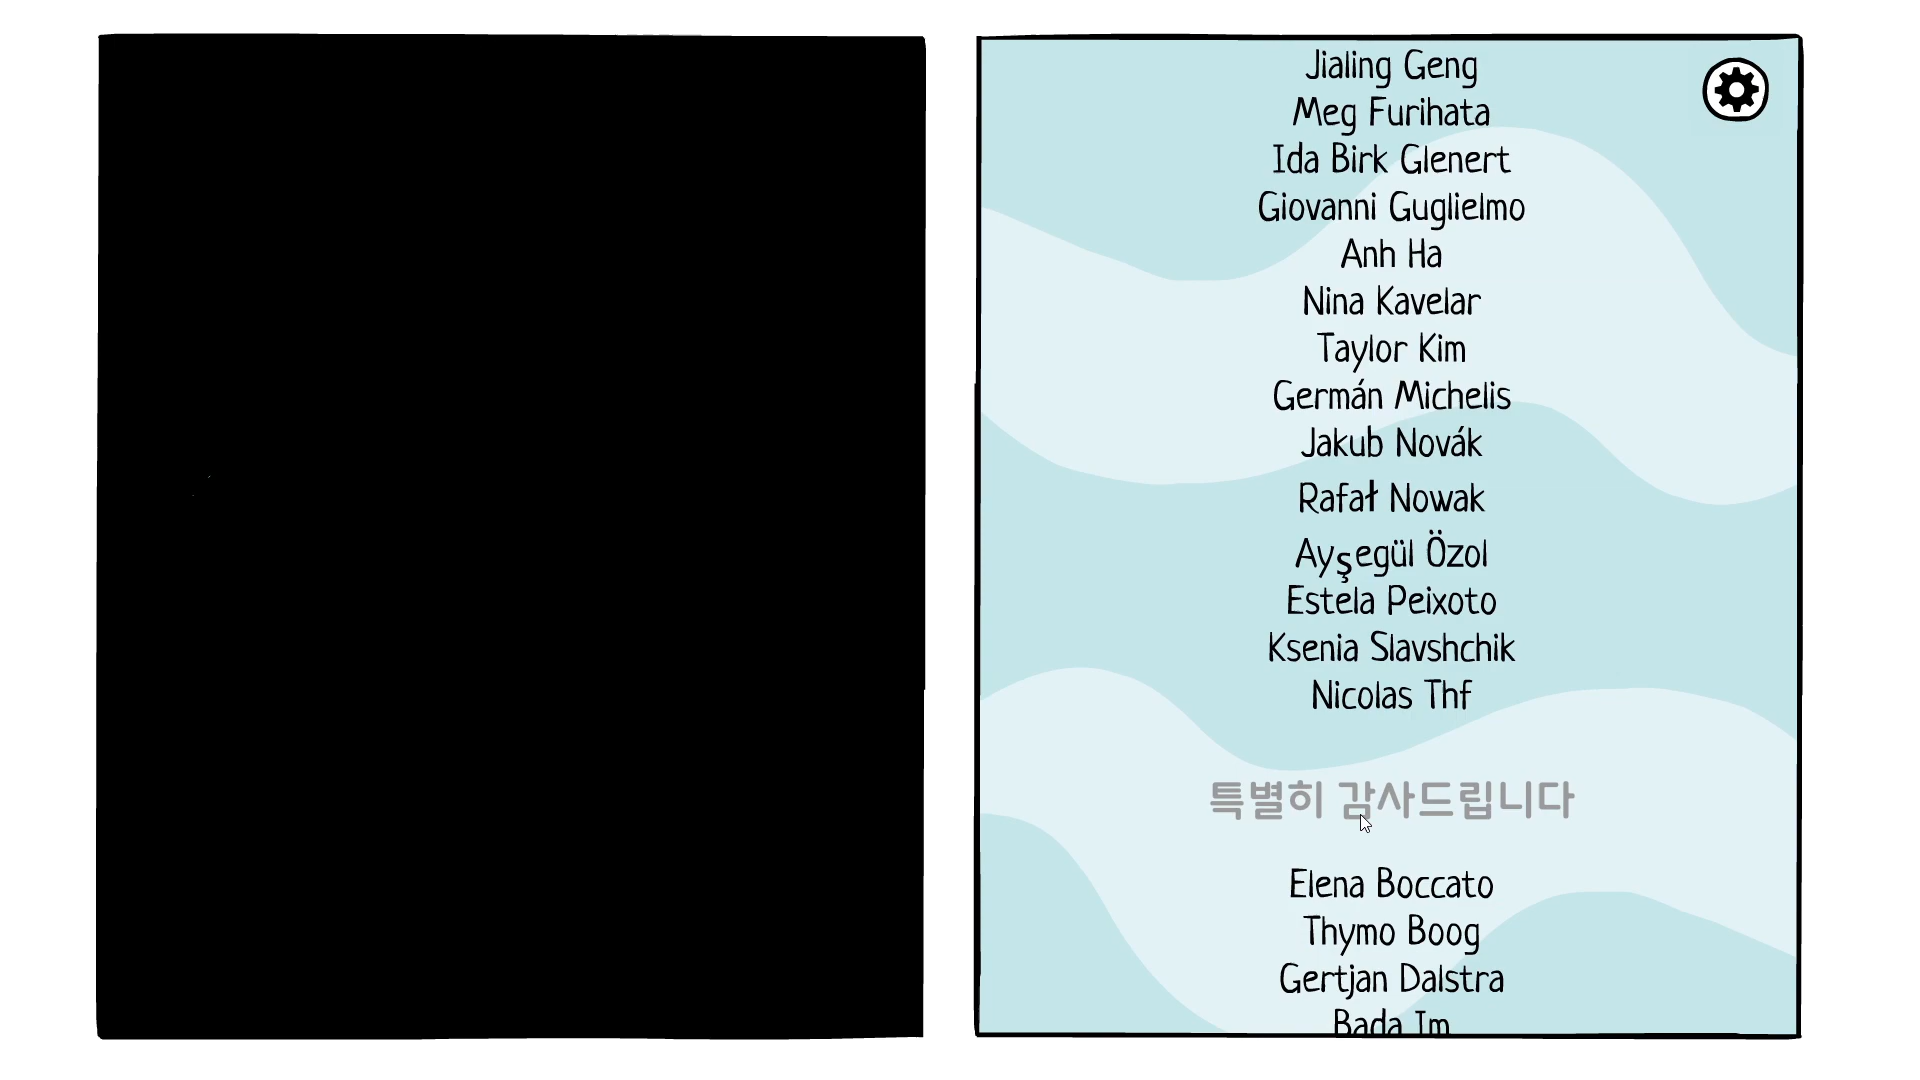 Jialing Geng
Meg Furihata
Ida Birk Glenert
Giovanni Guglielmo
Anh Ha
Nina Kavelar
Taylor Kim
Germán Michelis
Jakub Novák
Rafał Nowak
Ayşegül Özol
Estela Peixoto
Ksenia Slavshchik
Nicolas Thf
특별히 감사드립니다
Elena Boccato
Thymo Boog
Gertjan Dalstra
Bada Im